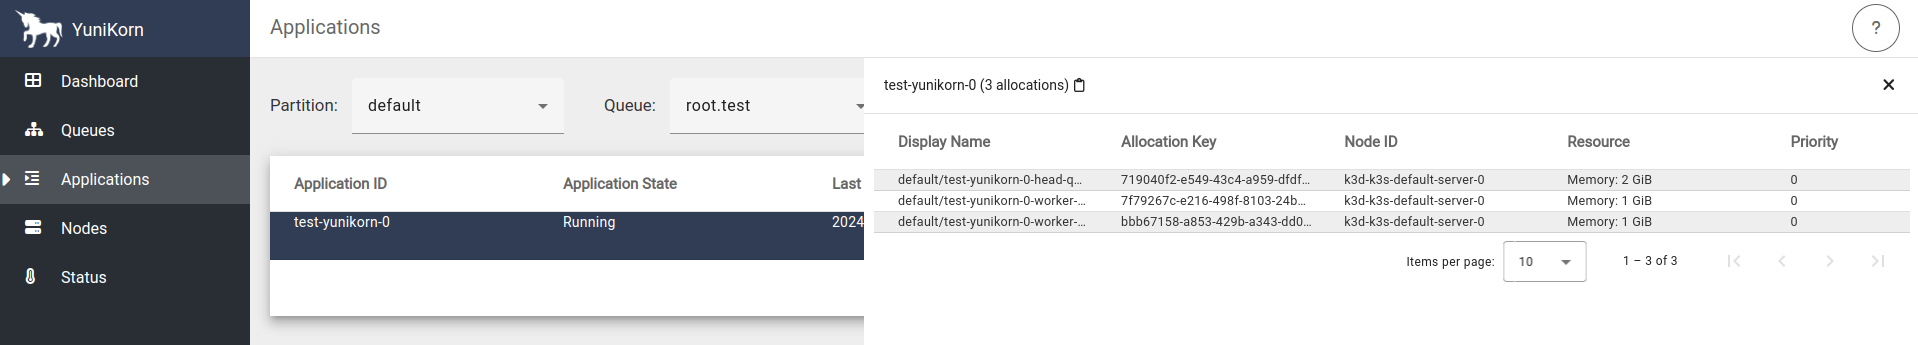 YuniKorn
Dashboard
Queues
Applications
Nodes
Status
Applications
?
Partition: default Queue: root.test
Application ID Application State Last
test-yunikorn-0 Running 2024
test-yunikorn-0 (3 allocations)
Display Name Allocation Key Node ID Resource Priority
default/test-yunikorn-0-head-q... 719040f2-e549-43c4-a959-dfdf... k3d-k3s-default-server-0 Memory: 2 GiB 0
default/test-yunikorn-0-worker-... 7f79267c-e216-498f-8103-24b... k3d-k3s-default-server-0 Memory: 1 GiB 0
default/test-yunikorn-0-worker-... bbb67158-a853-429b-a343-dd0... k3d-k3s-default-server-0 Memory: 1 GiB 0
Items per page: 10 1 – 3 of 3